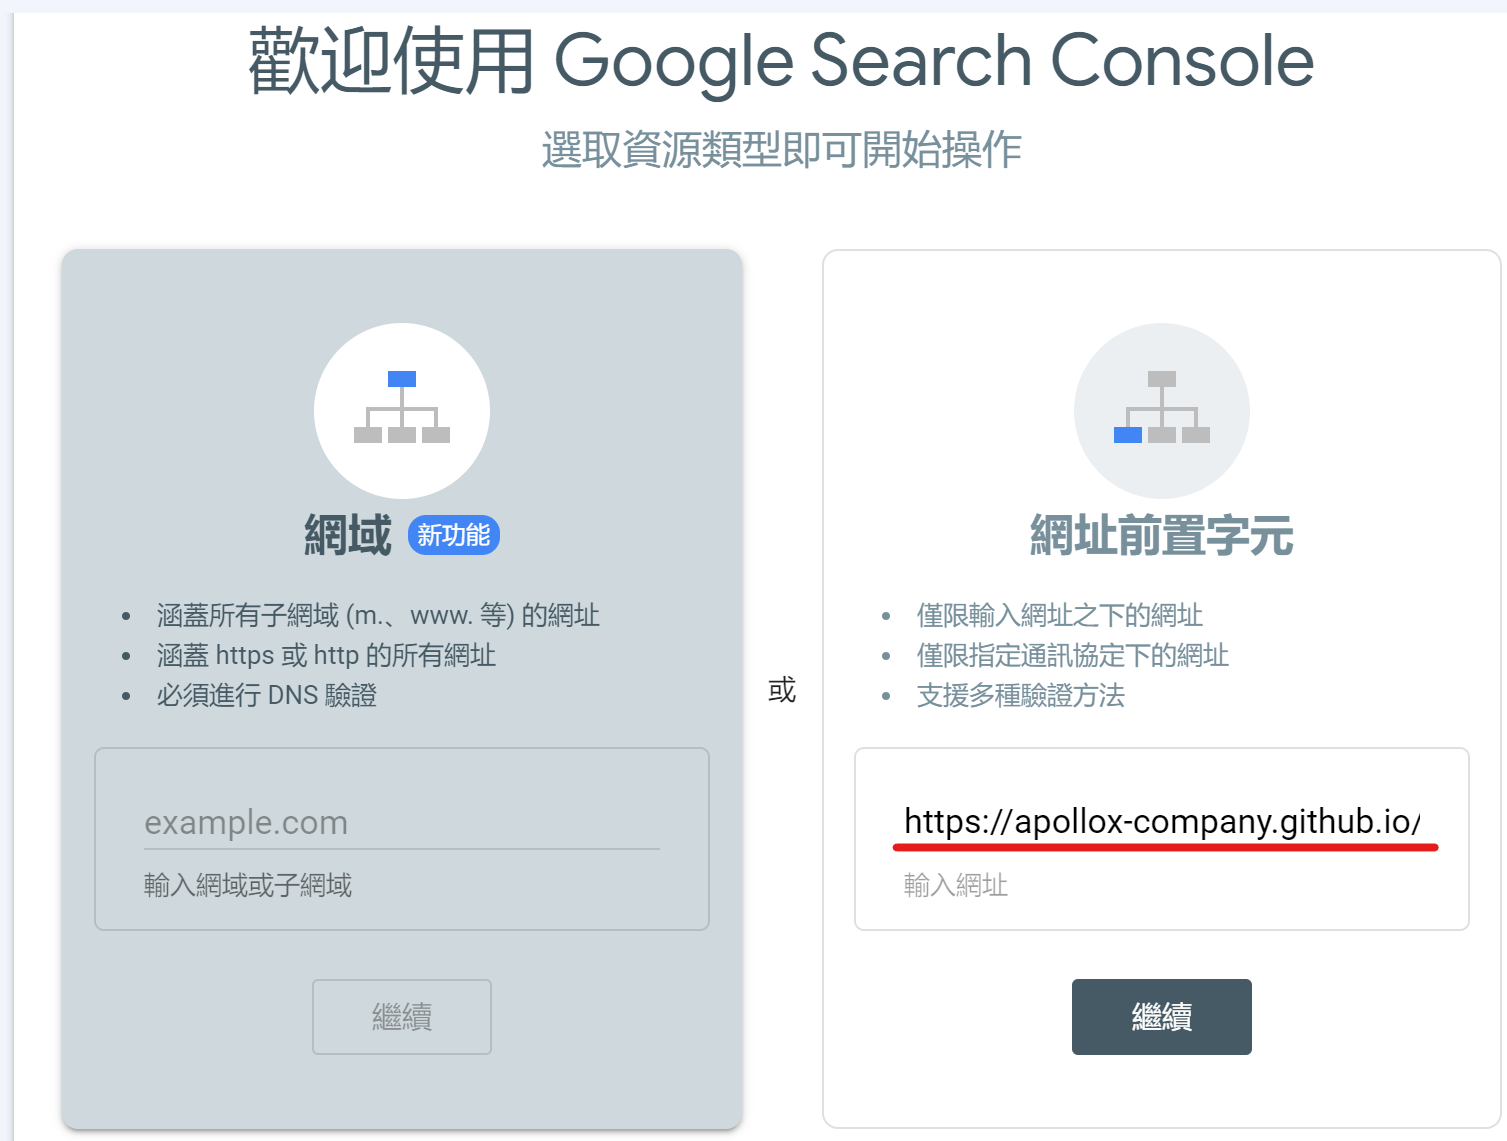 歡迎使用 Google Search Console
選取資源類型即可開始操作
網域 新功能
涵蓋所有子網域 (m.、www. 等) 的網址
涵蓋 https 或 http 的所有網址
必須進行 DNS 驗證
example.com
輸入網域或子網域
繼續
或
網址前置字元
僅限輸入網址之下的網址
僅限指定通訊協定下的網址
支援多種驗證方法
https://apollox-company.github.io/
輸入網址
繼續